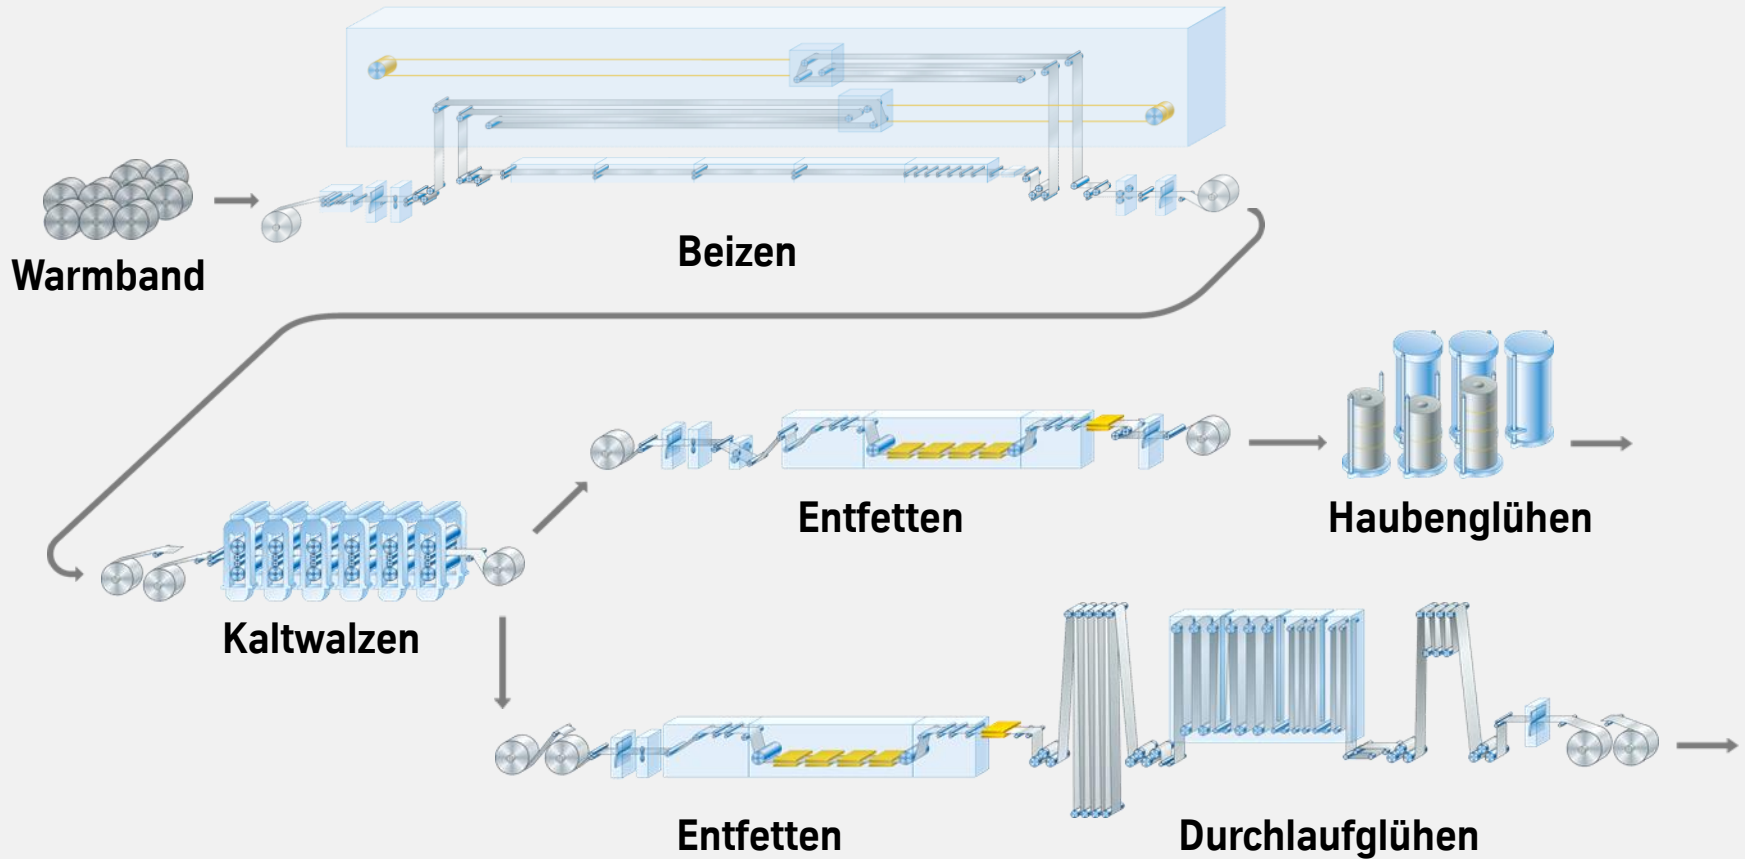 Warmband
Beizen
Entfetten
Haubenglühen
Kaltwalzen
Entfetten
Durchlaufglühen